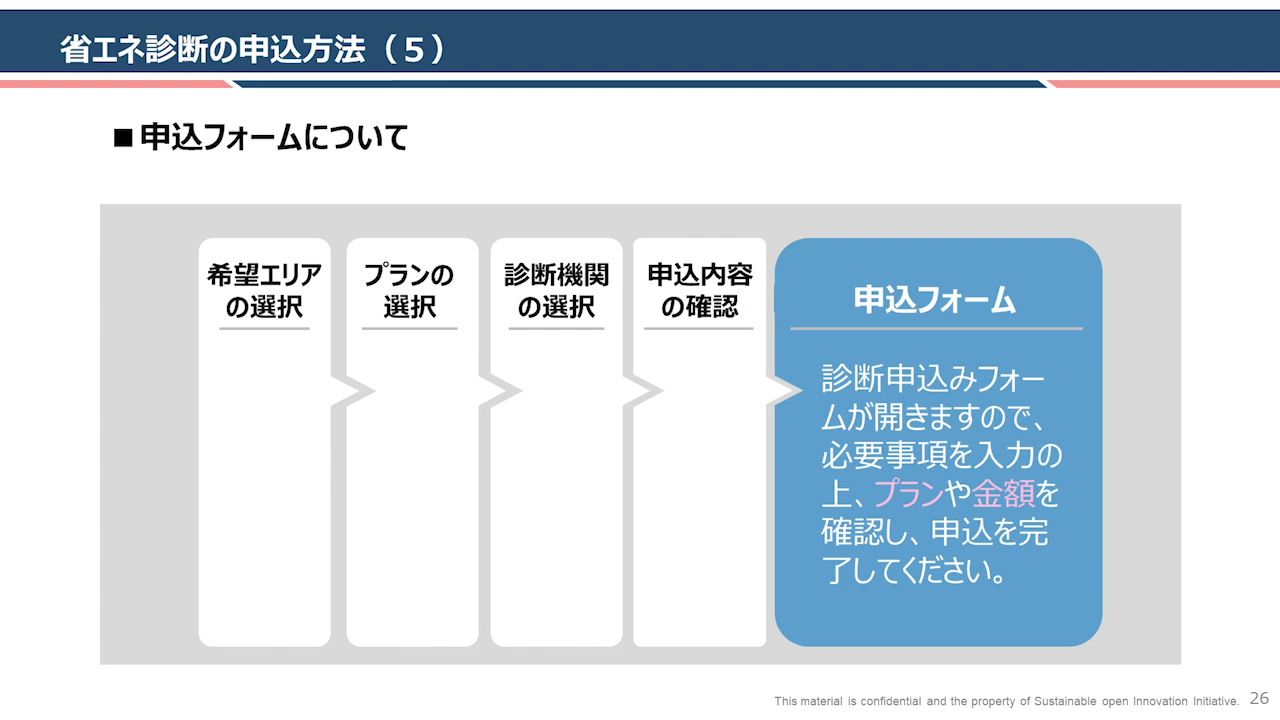 省エネ診断の申込方法（５）
■申込フォームについて
希望エリア
の選択
プランの
選択
診断機関
の選択
申込内容
の確認
申込フォーム
診断申込みフォー
ムが開きますので、
必要事項を入力の
上、プランや金額を
確認し、申込を完
了してください。
This material is confidential and the property of Sustainable open Innovation Initiative.
26